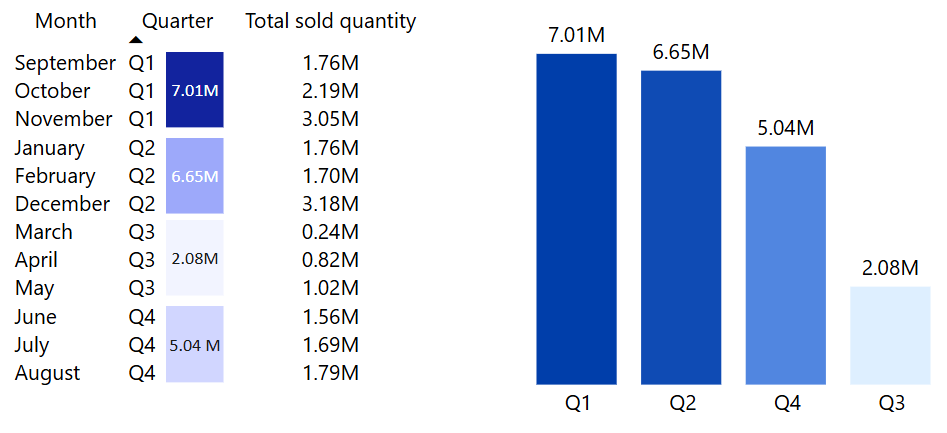 Month Quarter Total sold quantity
September Q1 1.76M
October Q1 7.01M 2.19M
November Q1 3.05M
January Q2 1.76M
February Q2 6.65M 1.70M
December Q2 3.18M
March Q3 0.24M
April Q3 2.08M 0.82M
May Q3 1.02M
June Q4 1.56M
July Q4 5.04 M 1.69M
August Q4 1.79M
7.01M
6.65M
5.04M
2.08M
Q1 Q2 Q4 Q3